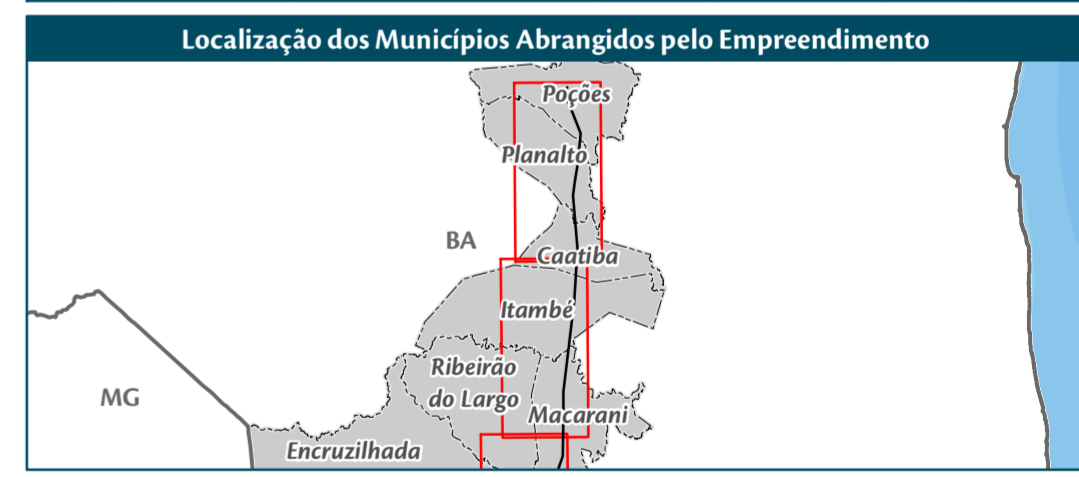 Localização dos Municípios Abrangidos pelo Empreendimento
Poções
Planalto
BA
Caatiba
Itambé
Ribeirão
do Largo
MG
Macarani
Encruzilhada